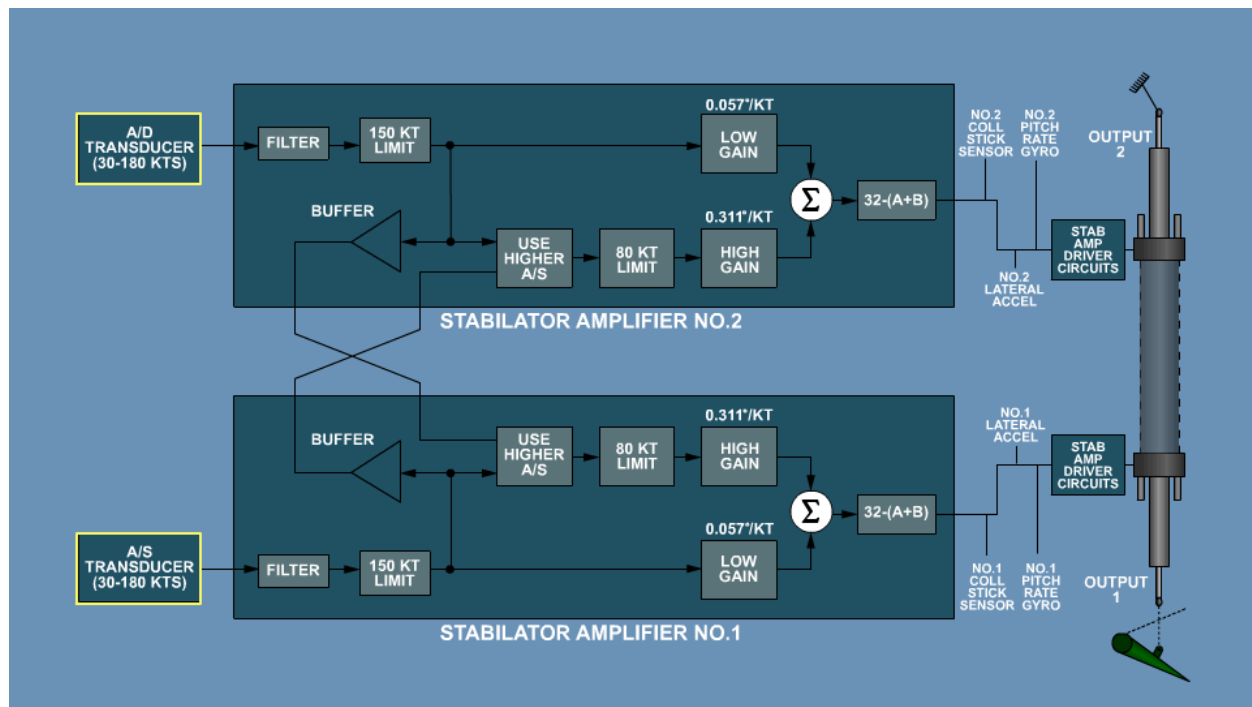 A/D
TRANSDUCER
(30-180 KTS)
FILTER
150 KT
LIMIT
0.057°/KT
LOW
GAIN
BUFFER
USE
HIGHER
A/S
80 KT
LIMIT
0.311°/KT
HIGH
GAIN
Σ
32-(A+B)
STABILATOR AMPLIFIER NO.2
NO.2
COLL
STICK
SENSOR
NO.2
PITCH
RATE
GYRO
NO.2
LATERAL
ACCEL
STAB
AMP
DRIVER
CIRCUITS
OUTPUT
2
BUFFER
USE
HIGHER
A/S
80 KT
LIMIT
0.311°/KT
HIGH
GAIN
Σ
32-(A+B)
A/S
TRANSDUCER
(30-180 KTS)
FILTER
150 KT
LIMIT
0.057°/KT
LOW
GAIN
STABILATOR AMPLIFIER NO.1
NO.1
LATERAL
ACCEL
STAB
AMP
DRIVER
CIRCUITS
NO.1
COLL
STICK
SENSOR
NO.1
PITCH
RATE
GYRO
OUTPUT
1